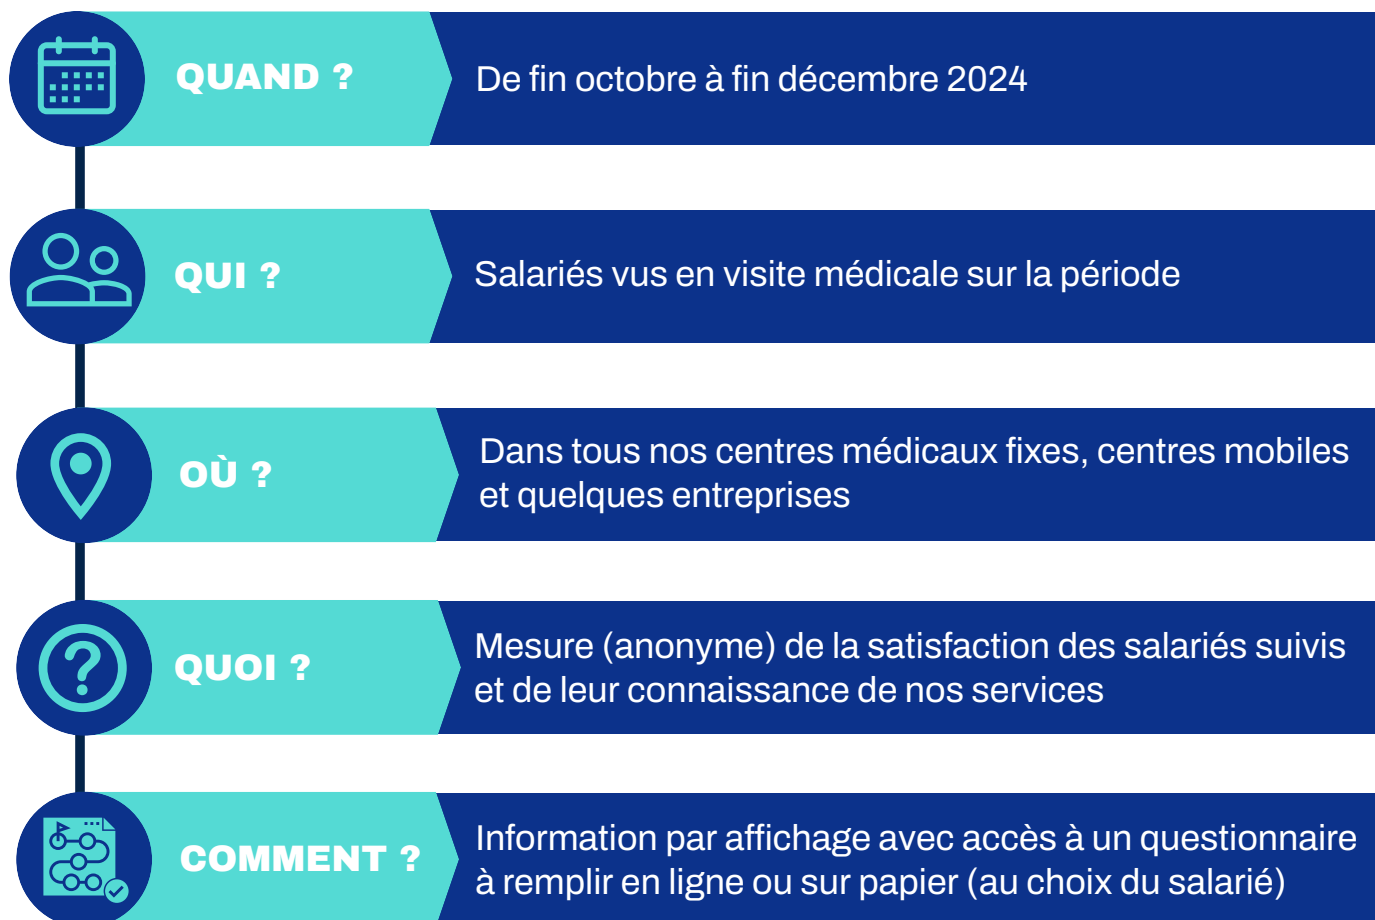 QUAND ?
De fin octobre à fin décembre 2024
QUI ?
Salariés vus en visite médicale sur la période
OÙ ?
Dans tous nos centres médicaux fixes, centres mobiles
et quelques entreprises
QUOI ?
Mesure (anonyme) de la satisfaction des salariés suivis
et de leur connaissance de nos services
COMMENT ?
Information par affichage avec accès à un questionnaire
à remplir en ligne ou sur papier (au choix du salarié)